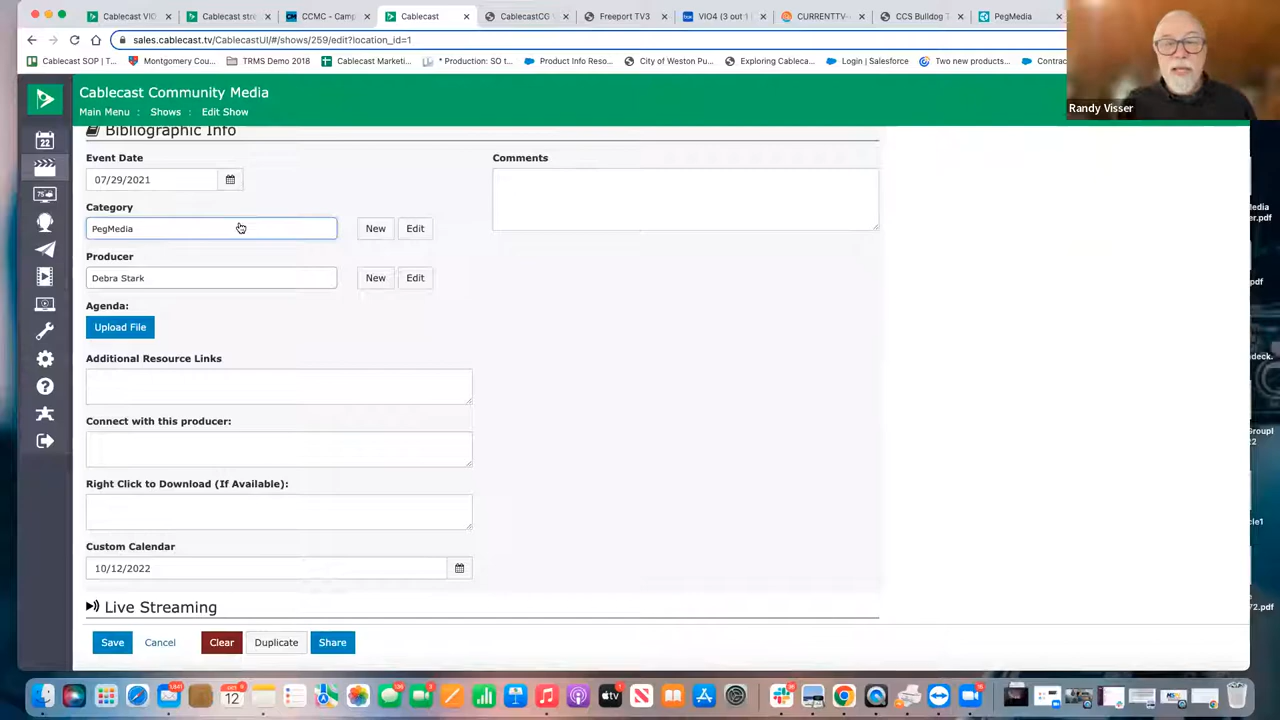 Cablecast VIO
Cablecast stre
CCMC - Camp
Cablecast
CablecastCG V
Freeport TV3
VIO4 (3 out 1
CURRENTTV-
CCS Bulldog T
PegMedia
sales.cablecast.tv/CablecastUI/#/shows/259/edit?location_id=1
Cablecast SOP | T...
Montgomery Cou...
TRMS Demo 2018
Cablecast Marketi...
* Production: SO t...
Product Info Reso...
City of Weston Pu...
Exploring Cableca...
Login | Salesforce
Two new products...
Contrac
Randy Visser
Cablecast Community Media
Main Menu : Shows : Edit Show
Bibliographic Info
Event Date
07/29/2021
Comments
Category
PegMedia
New
Edit
Producer
Debra Stark
New
Edit
Agenda:
Upload File
Additional Resource Links
Connect with this producer:
Right Click to Download (If Available):
Custom Calendar
10/12/2022
Live Streaming
Save
Cancel
Clear
Duplicate
Share
22
75
12